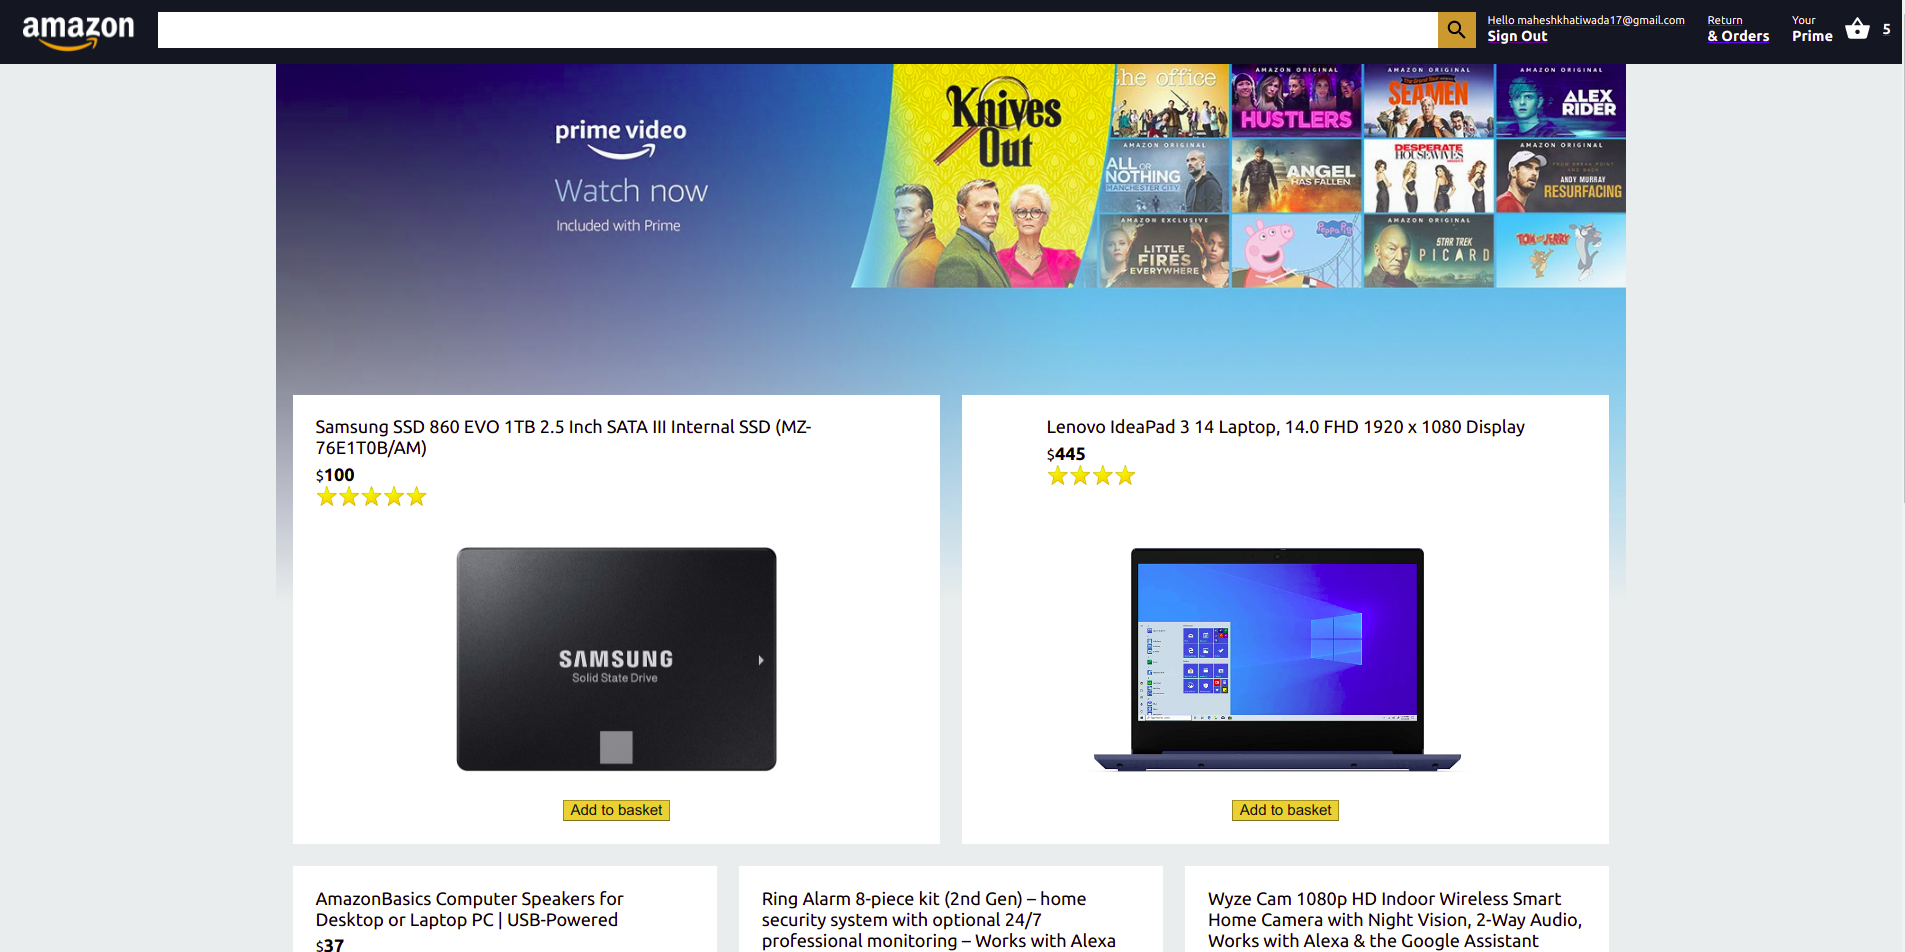 amazon
Hello maheshkhatiwada17@gmail.com
Sign Out
Return
& Orders
Your
Prime
5
prime video
Watch now
Included with Prime
Knives
Out
the office
AMAZON ORIGINAL
HUSTLERS
AMAZON ORIGINAL
The Grand Tour
SEAMEN
AMAZON ORIGINAL
ALEX
RIDER
AMAZON ORIGINAL
ALL OR
NOTHING
MANCHESTER CITY
ANGEL
HAS FALLEN
DESPERATE
HOUSEWIVES
AMAZON ORIGINAL
FROM BREAK POINT
AND BACK
ANDY MURRAY
RESURFACING
AMAZON EXCLUSIVE
LITTLE
FIRES
EVERYWHERE
Peppa Pig
AMAZON ORIGINAL
STAR TREK
PICARD
TOM AND JERRY
Samsung SSD 860 EVO 1TB 2.5 Inch SATA III Internal SSD (MZ-
76E1T0B/AM)
$100
SAMSUNG
Solid State Drive
Add to basket
Lenovo IdeaPad 3 14 Laptop, 14.0 FHD 1920 x 1080 Display
$445
Add to basket
AmazonBasics Computer Speakers for
Desktop or Laptop PC | USB-Powered
$37
Ring Alarm 8-piece kit (2nd Gen) – home
security system with optional 24/7
professional monitoring – Works with Alexa
Wyze Cam 1080p HD Indoor Wireless Smart
Home Camera with Night Vision, 2-Way Audio,
Works with Alexa & the Google Assistant